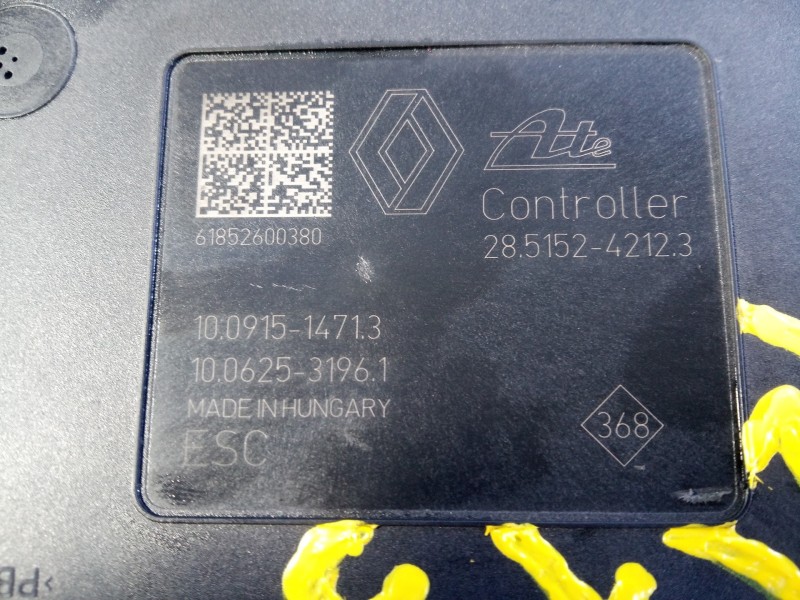 Ate
Controller
61852600380
28.5152-4212.3
10.0915-1471.3
10.0625-3196.1
MADE IN HUNGARY
368
ESC
>PB